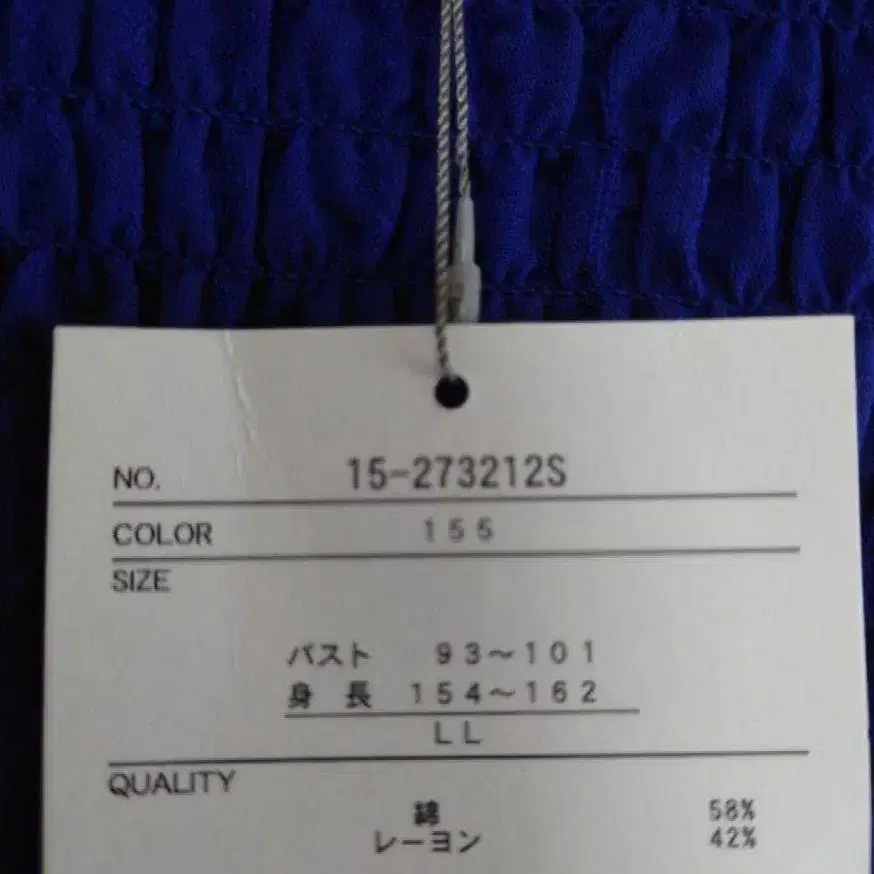 NO. 15-273212S
COLOR 155
SIZE
バスト 93〜101
身長 154〜162
LL
QUALITY
綿 58%
レーヨン 42%